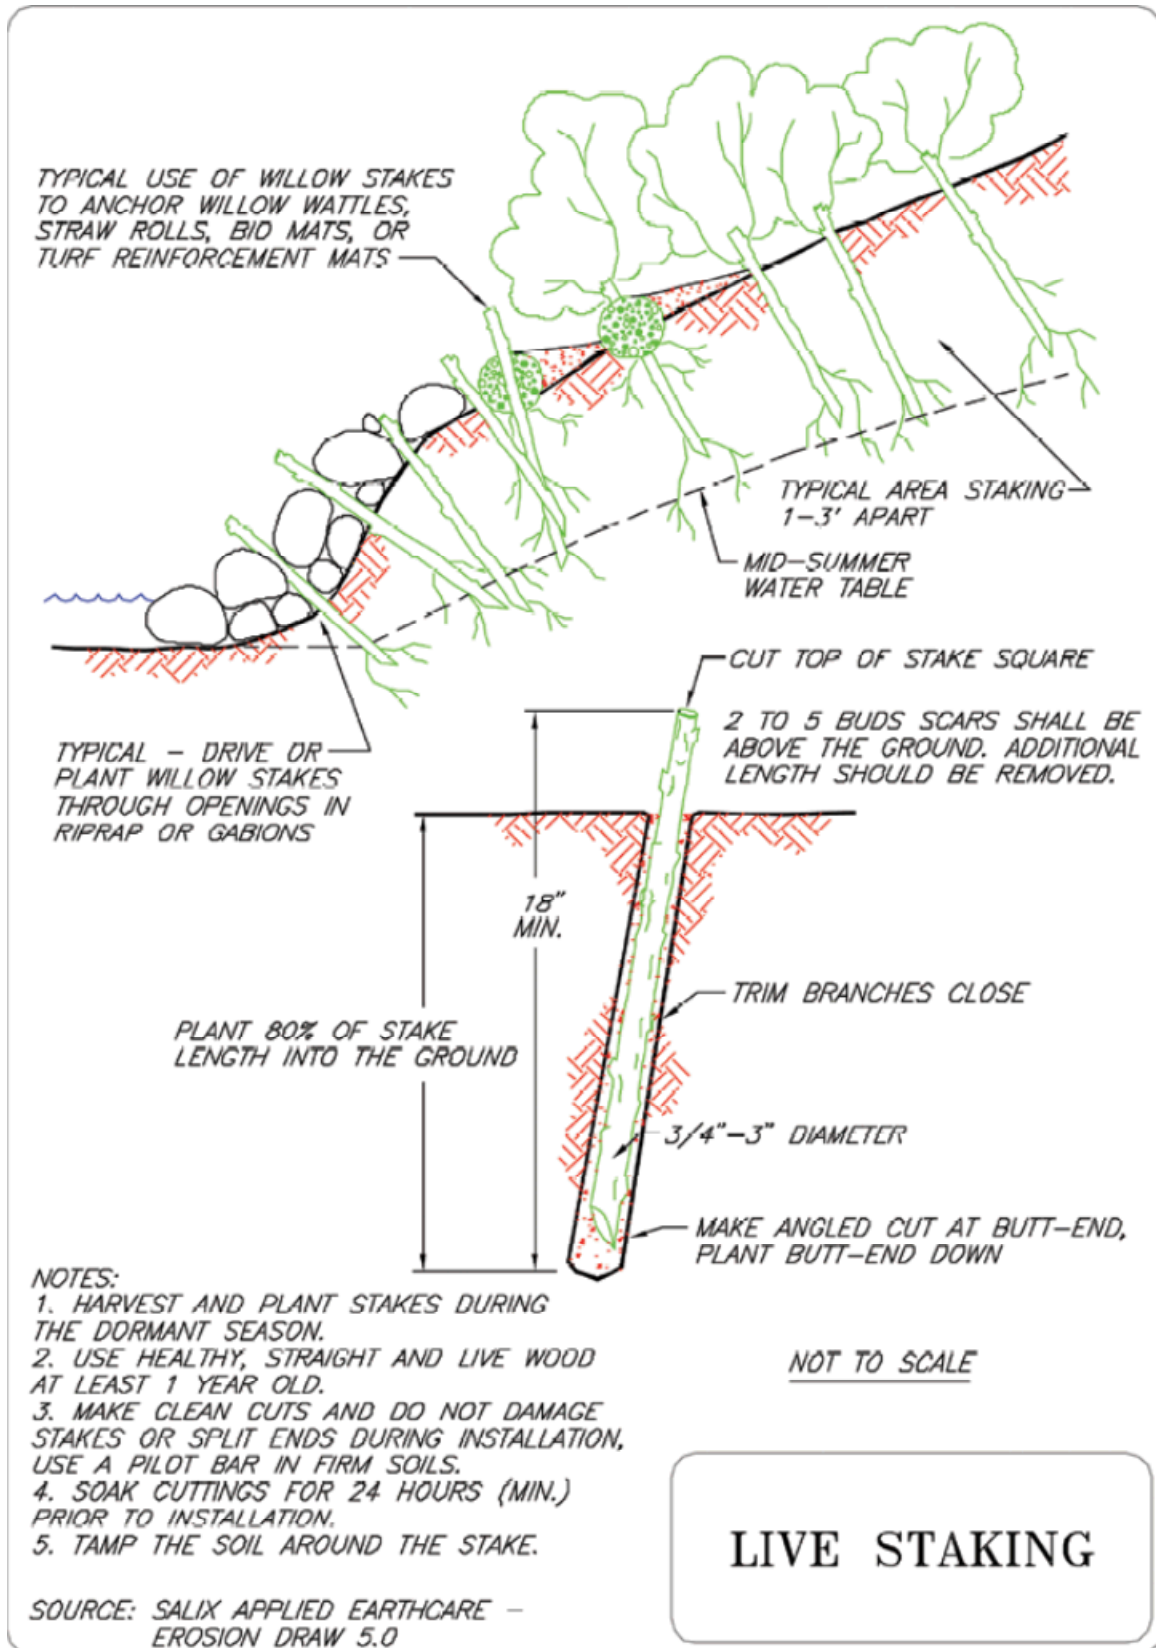 TYPICAL USE OF WILLOW STAKES
TO ANCHOR WILLOW WATTLES,
STRAW ROLLS, BIO MATS, OR
TURF REINFORCEMENT MATS
TYPICAL AREA STAKING
1-3' APART
MID-SUMMER
WATER TABLE
CUT TOP OF STAKE SQUARE
2 TO 5 BUDS SCARS SHALL BE
ABOVE THE GROUND. ADDITIONAL
LENGTH SHOULD BE REMOVED.
TYPICAL - DRIVE OR
PLANT WILLOW STAKES
THROUGH OPENINGS IN
RIPRAP OR GABIONS
18"
MIN.
TRIM BRANCHES CLOSE
PLANT 80% OF STAKE
LENGTH INTO THE GROUND
3/4"-3" DIAMETER
MAKE ANGLED CUT AT BUTT-END,
PLANT BUTT-END DOWN
NOTES:
1. HARVEST AND PLANT STAKES DURING
THE DORMANT SEASON.
2. USE HEALTHY, STRAIGHT AND LIVE WOOD
AT LEAST 1 YEAR OLD.
3. MAKE CLEAN CUTS AND DO NOT DAMAGE
STAKES OR SPLIT ENDS DURING INSTALLATION,
USE A PILOT BAR IN FIRM SOILS.
4. SOAK CUTTINGS FOR 24 HOURS (MIN.)
PRIOR TO INSTALLATION.
5. TAMP THE SOIL AROUND THE STAKE.
NOT TO SCALE
LIVE STAKING
SOURCE: SALIX APPLIED EARTHCARE -
EROSION DRAW 5.0